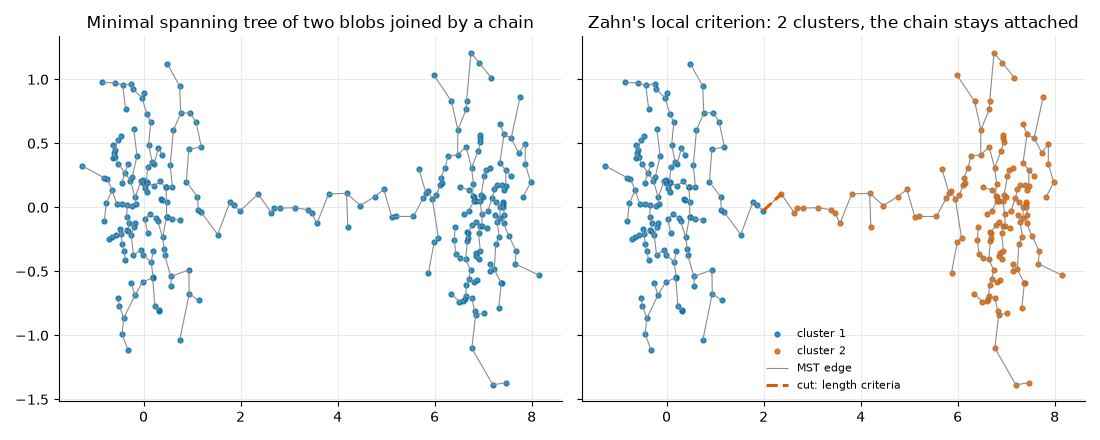 Minimal spanning tree of two blobs joined by a chain
Zahn's local criterion: 2 clusters, the chain stays attached
1.0
0.5
0.0
−0.5
−1.0
−1.5
0
2
4
6
8
cluster 1
cluster 2
MST edge
cut: length criteria
0
2
4
6
8